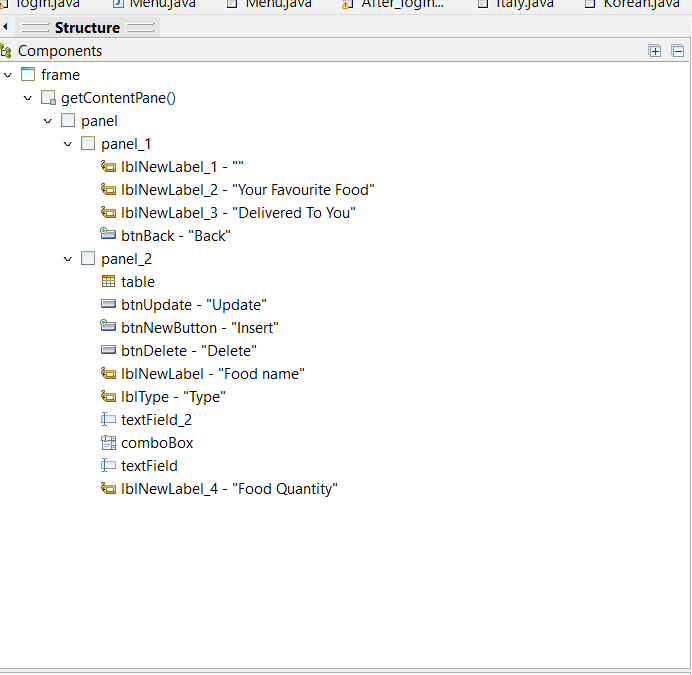 login.java Menu.java Menu.java After_login... Italy.java Korean.java
Structure
Components
frame
getContentPane()
panel
panel_1
lblNewLabel_1 - ""
lblNewLabel_2 - "Your Favourite Food"
lblNewLabel_3 - "Delivered To You"
btnBack - "Back"
panel_2
table
btnUpdate - "Update"
btnNewButton - "Insert"
btnDelete - "Delete"
lblNewLabel - "Food name"
lblType - "Type"
textField_2
comboBox
textField
lblNewLabel_4 - "Food Quantity"